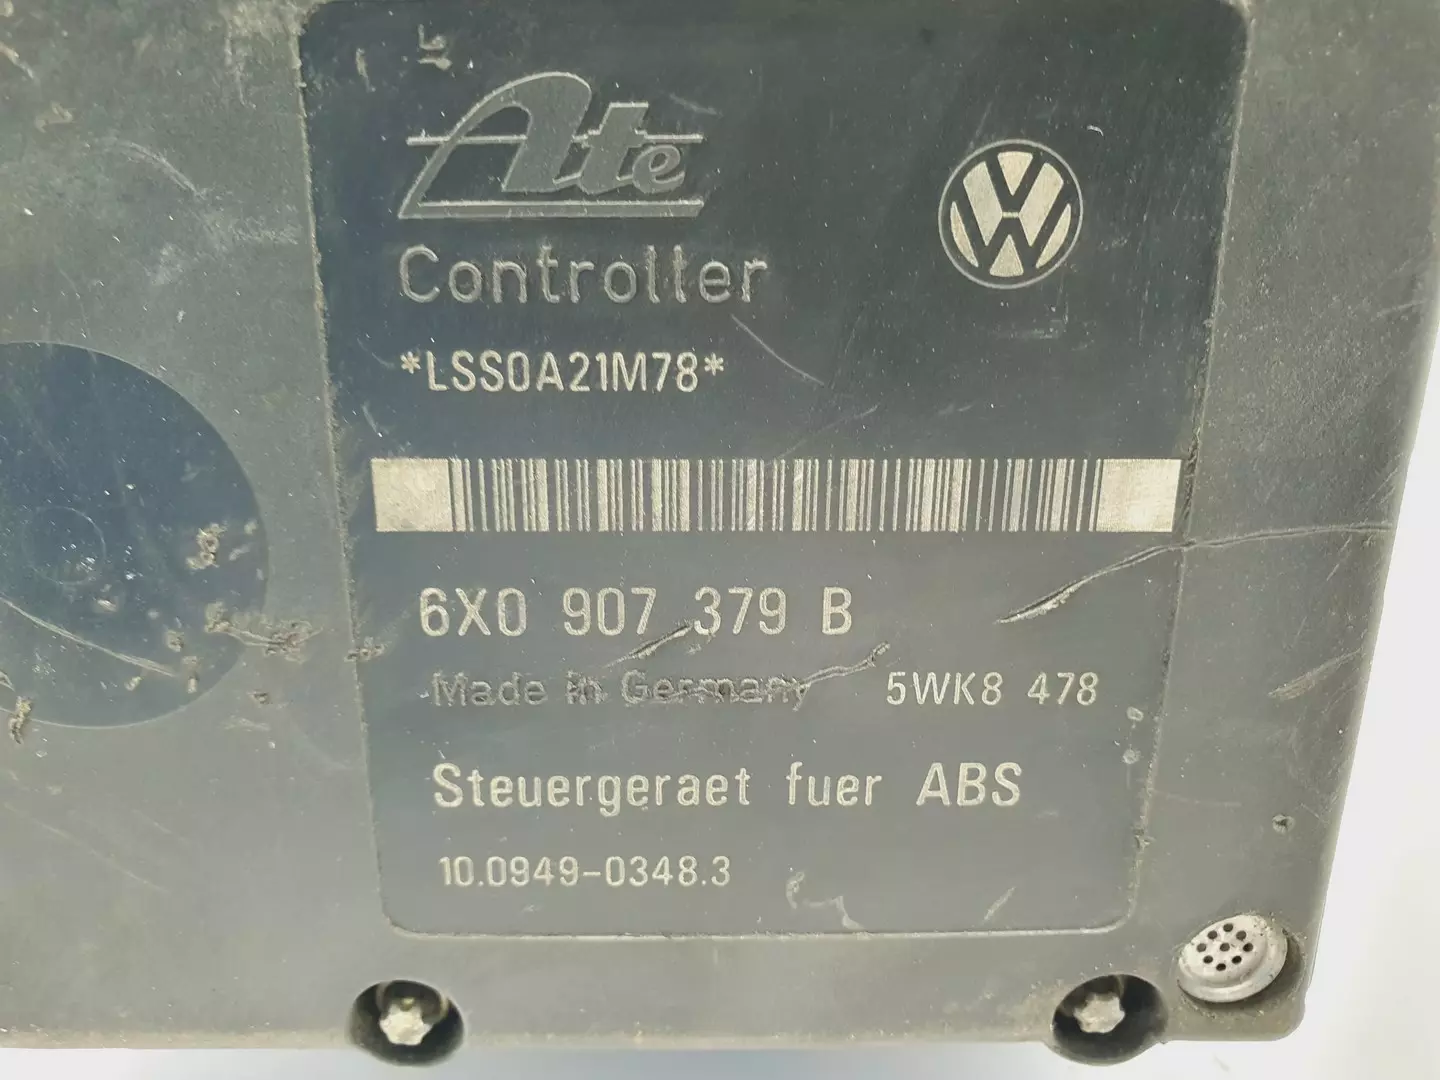 Ate
Controller
*LSS0A21M78*
6X0 907 379 B
Made in Germany 5WK8 478
Steuergeraet fuer ABS
10.0949-0348.3